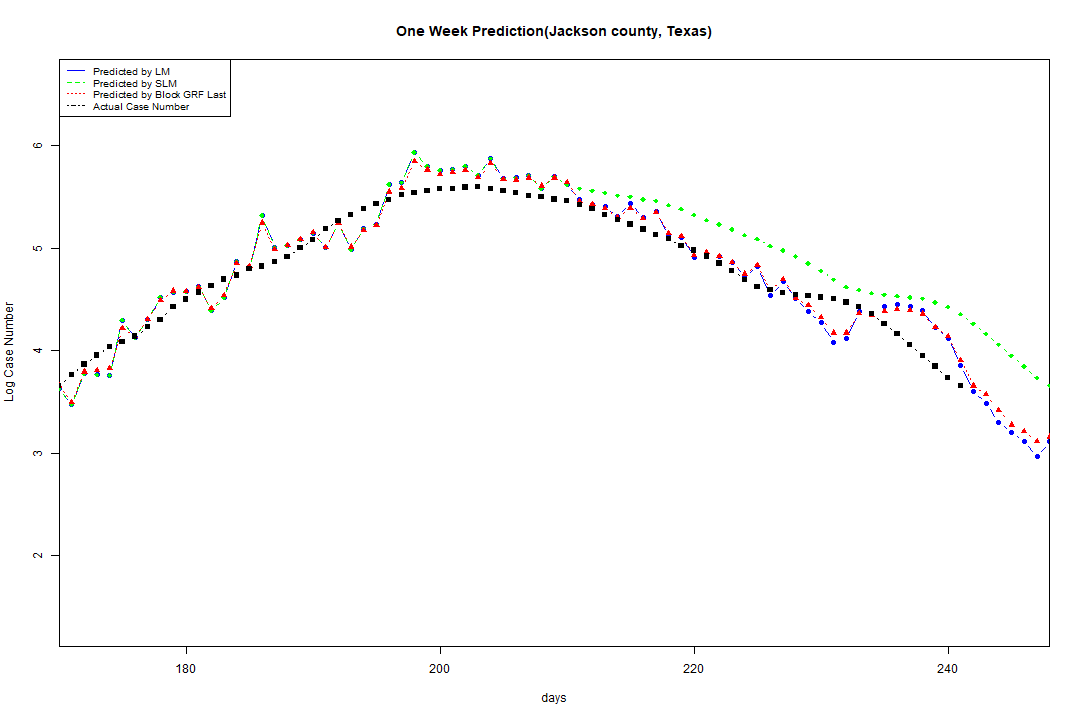 One Week Prediction(Jackson county, Texas)
Predicted by LM
Predicted by SLM
Predicted by Block GRF Last
Actual Case Number
6
5
4
3
2
Log Case Number
180 200 220 240
days